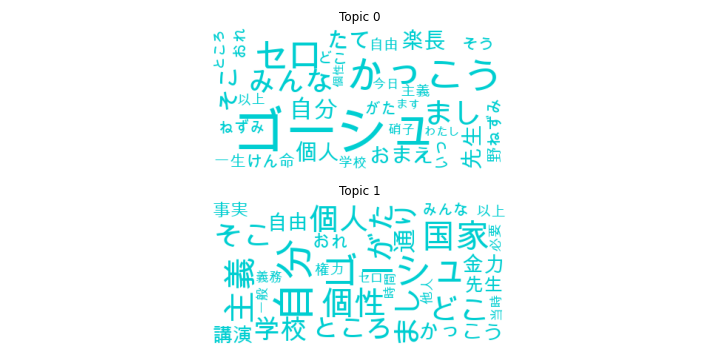 Topic 0
ところ
おれ
たて
自由
楽長
そう
セロ
どこ
そこ
みんな
個性
かっこう
今日
主義
そ
以上
自分
がた
ます
まし
野ねずみ
ねずみ
ゴーシュ
硝子
わたし
先生
一生けん命
個人
学校
おまえ
いっ
Topic 1
事実
自由
個人
た
みんな
以上
そこ
おれ
がた
通り
国家
必要
自分
ゴーシュ
主義
義務
権力
セロ
時間
金力
先生
一般
個性
他人
どこ
当時
講演
学校
ところ
まし
かっこう